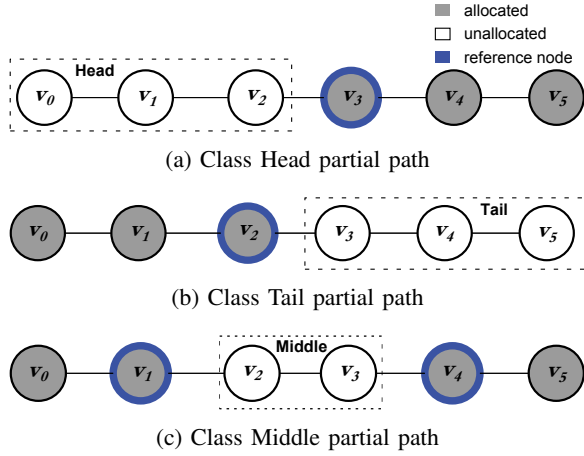 allocated
unallocated
reference node
Head
v0 v1 v2 v3 v4 v5
(a) Class Head partial path
Tail
v0 v1 v2 v3 v4 v5
(b) Class Tail partial path
Middle
v0 v1 v2 v3 v4 v5
(c) Class Middle partial path